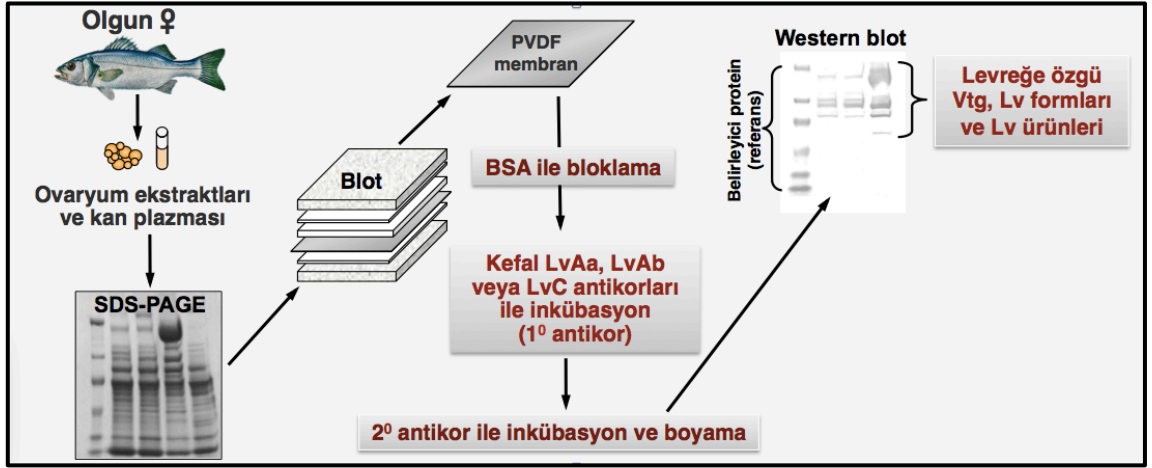 Olgun ♀
Ovaryum ekstraktları
ve kan plazması
SDS-PAGE
Blot
PVDF
membran
BSA ile bloklama
Kefal LvAa, LvAb
veya LvC antikorları
ile inkübasyon
(1⁰ antikor)
2⁰ antikor ile inkübasyon ve boyama
Western blot
Belirleyici protein
(referans)
Levreğe özgü
Vtg, Lv formları
ve Lv ürünleri